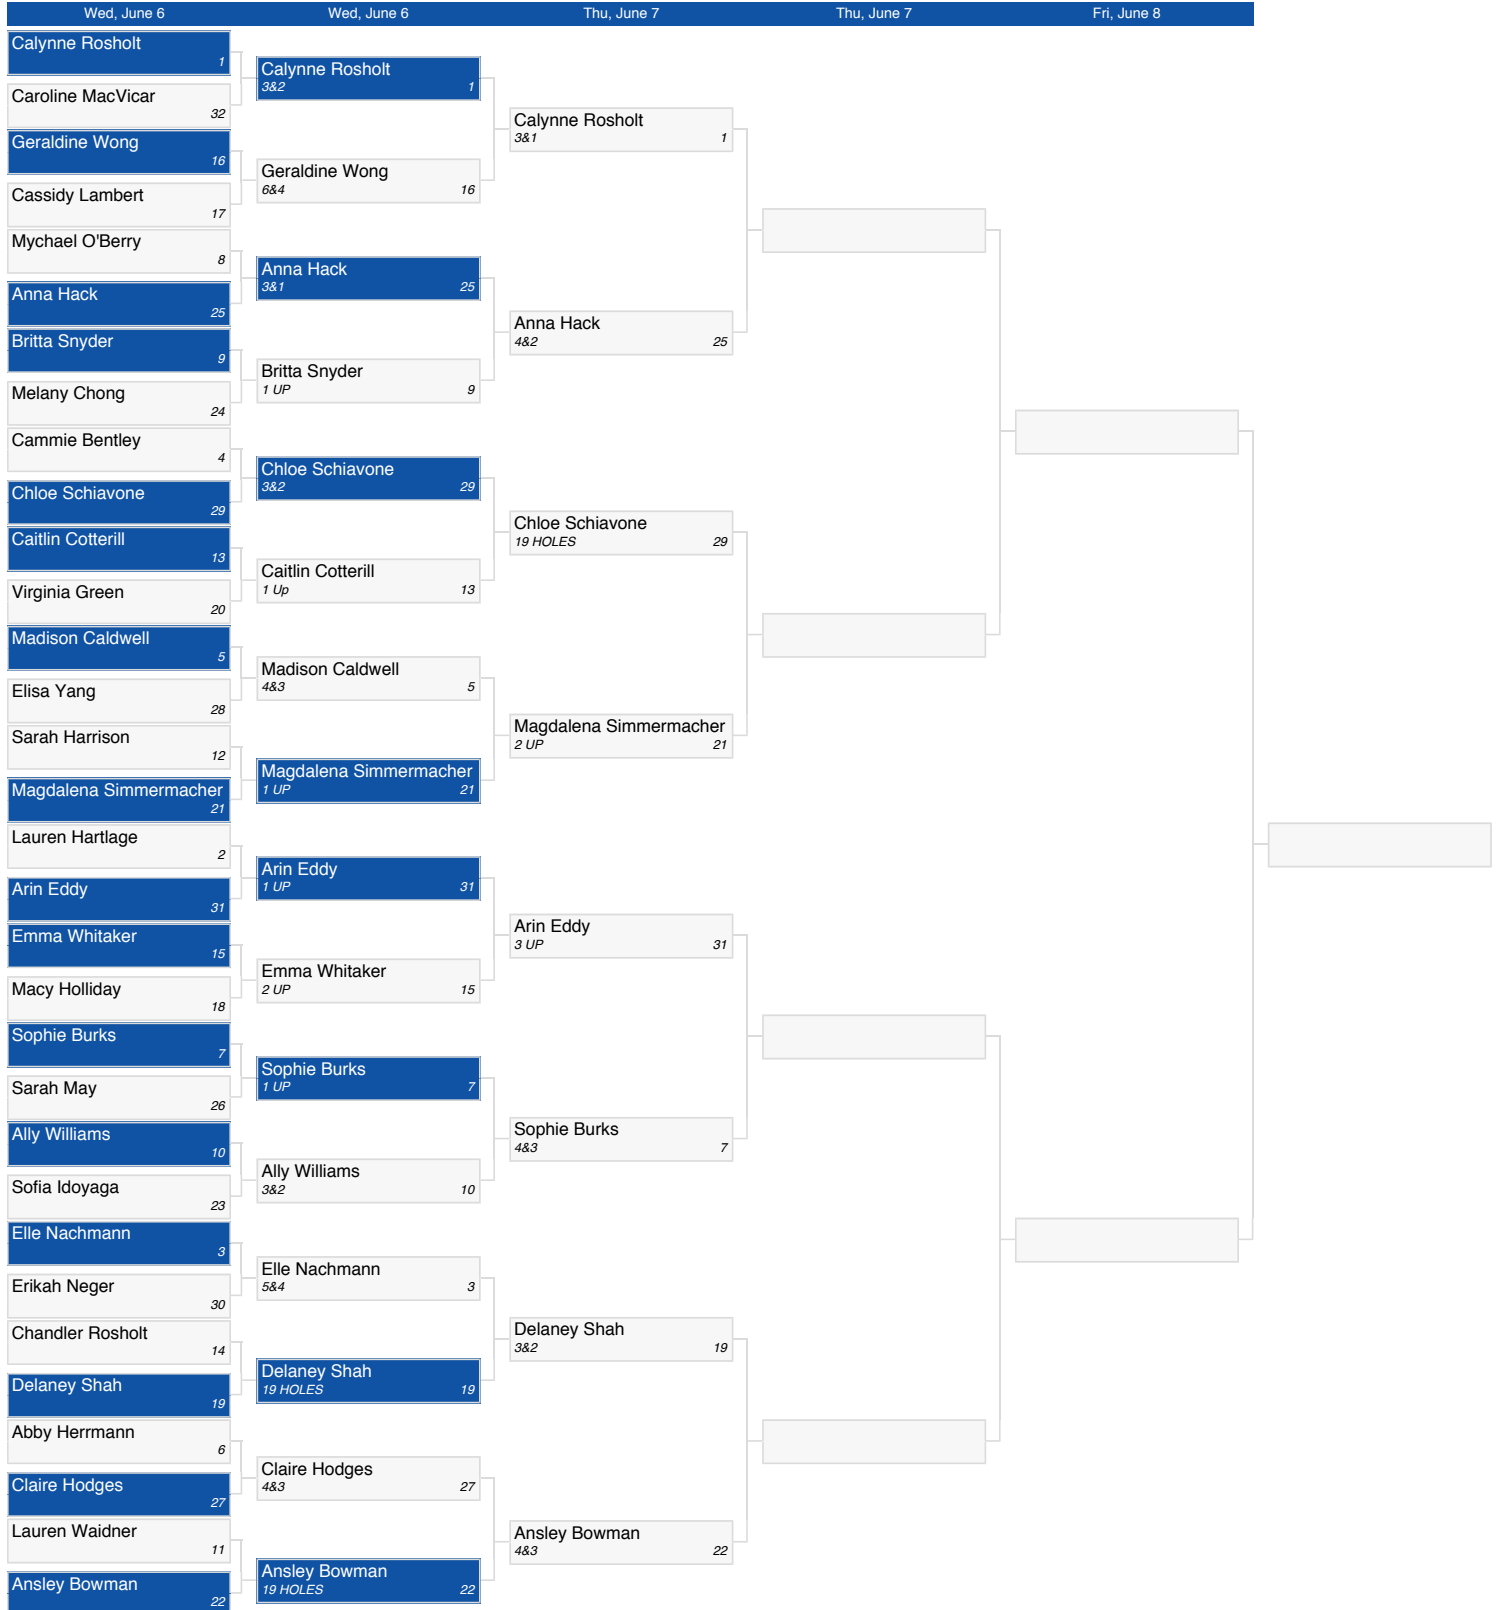 Wed, June 6
Wed, June 6
Thu, June 7
Thu, June 7
Fri, June 8
Calynne Rosholt
1
Caroline MacVicar
32
Geraldine Wong
16
Cassidy Lambert
17
Mychael O'Berry
8
Anna Hack
25
Britta Snyder
9
Melany Chong
24
Cammie Bentley
4
Chloe Schiavone
29
Caitlin Cotterill
13
Virginia Green
20
Madison Caldwell
5
Elisa Yang
28
Sarah Harrison
12
Magdalena Simmermacher
21
Lauren Hartlage
2
Arin Eddy
31
Emma Whitaker
15
Macy Holliday
18
Sophie Burks
7
Sarah May
26
Ally Williams
10
Sofia Idoyaga
23
Elle Nachmann
3
Erikah Neger
30
Chandler Rosholt
14
Delaney Shah
19
Abby Herrmann
6
Claire Hodges
27
Lauren Waidner
11
Ansley Bowman
22
Calynne Rosholt
3&2 1
Geraldine Wong
6&4 16
Anna Hack
3&1 25
Britta Snyder
1 UP 9
Chloe Schiavone
3&2 29
Caitlin Cotterill
1 Up 13
Madison Caldwell
4&3 5
Magdalena Simmermacher
1 UP 21
Arin Eddy
1 UP 31
Emma Whitaker
2 UP 15
Sophie Burks
1 UP 7
Ally Williams
3&2 10
Elle Nachmann
5&4 3
Delaney Shah
19 HOLES 19
Claire Hodges
4&3 27
Ansley Bowman
19 HOLES 22
Calynne Rosholt
3&1 1
Anna Hack
4&2 25
Chloe Schiavone
19 HOLES 29
Magdalena Simmermacher
2 UP 21
Arin Eddy
3 UP 31
Sophie Burks
4&3 7
Delaney Shah
3&2 19
Ansley Bowman
4&3 22